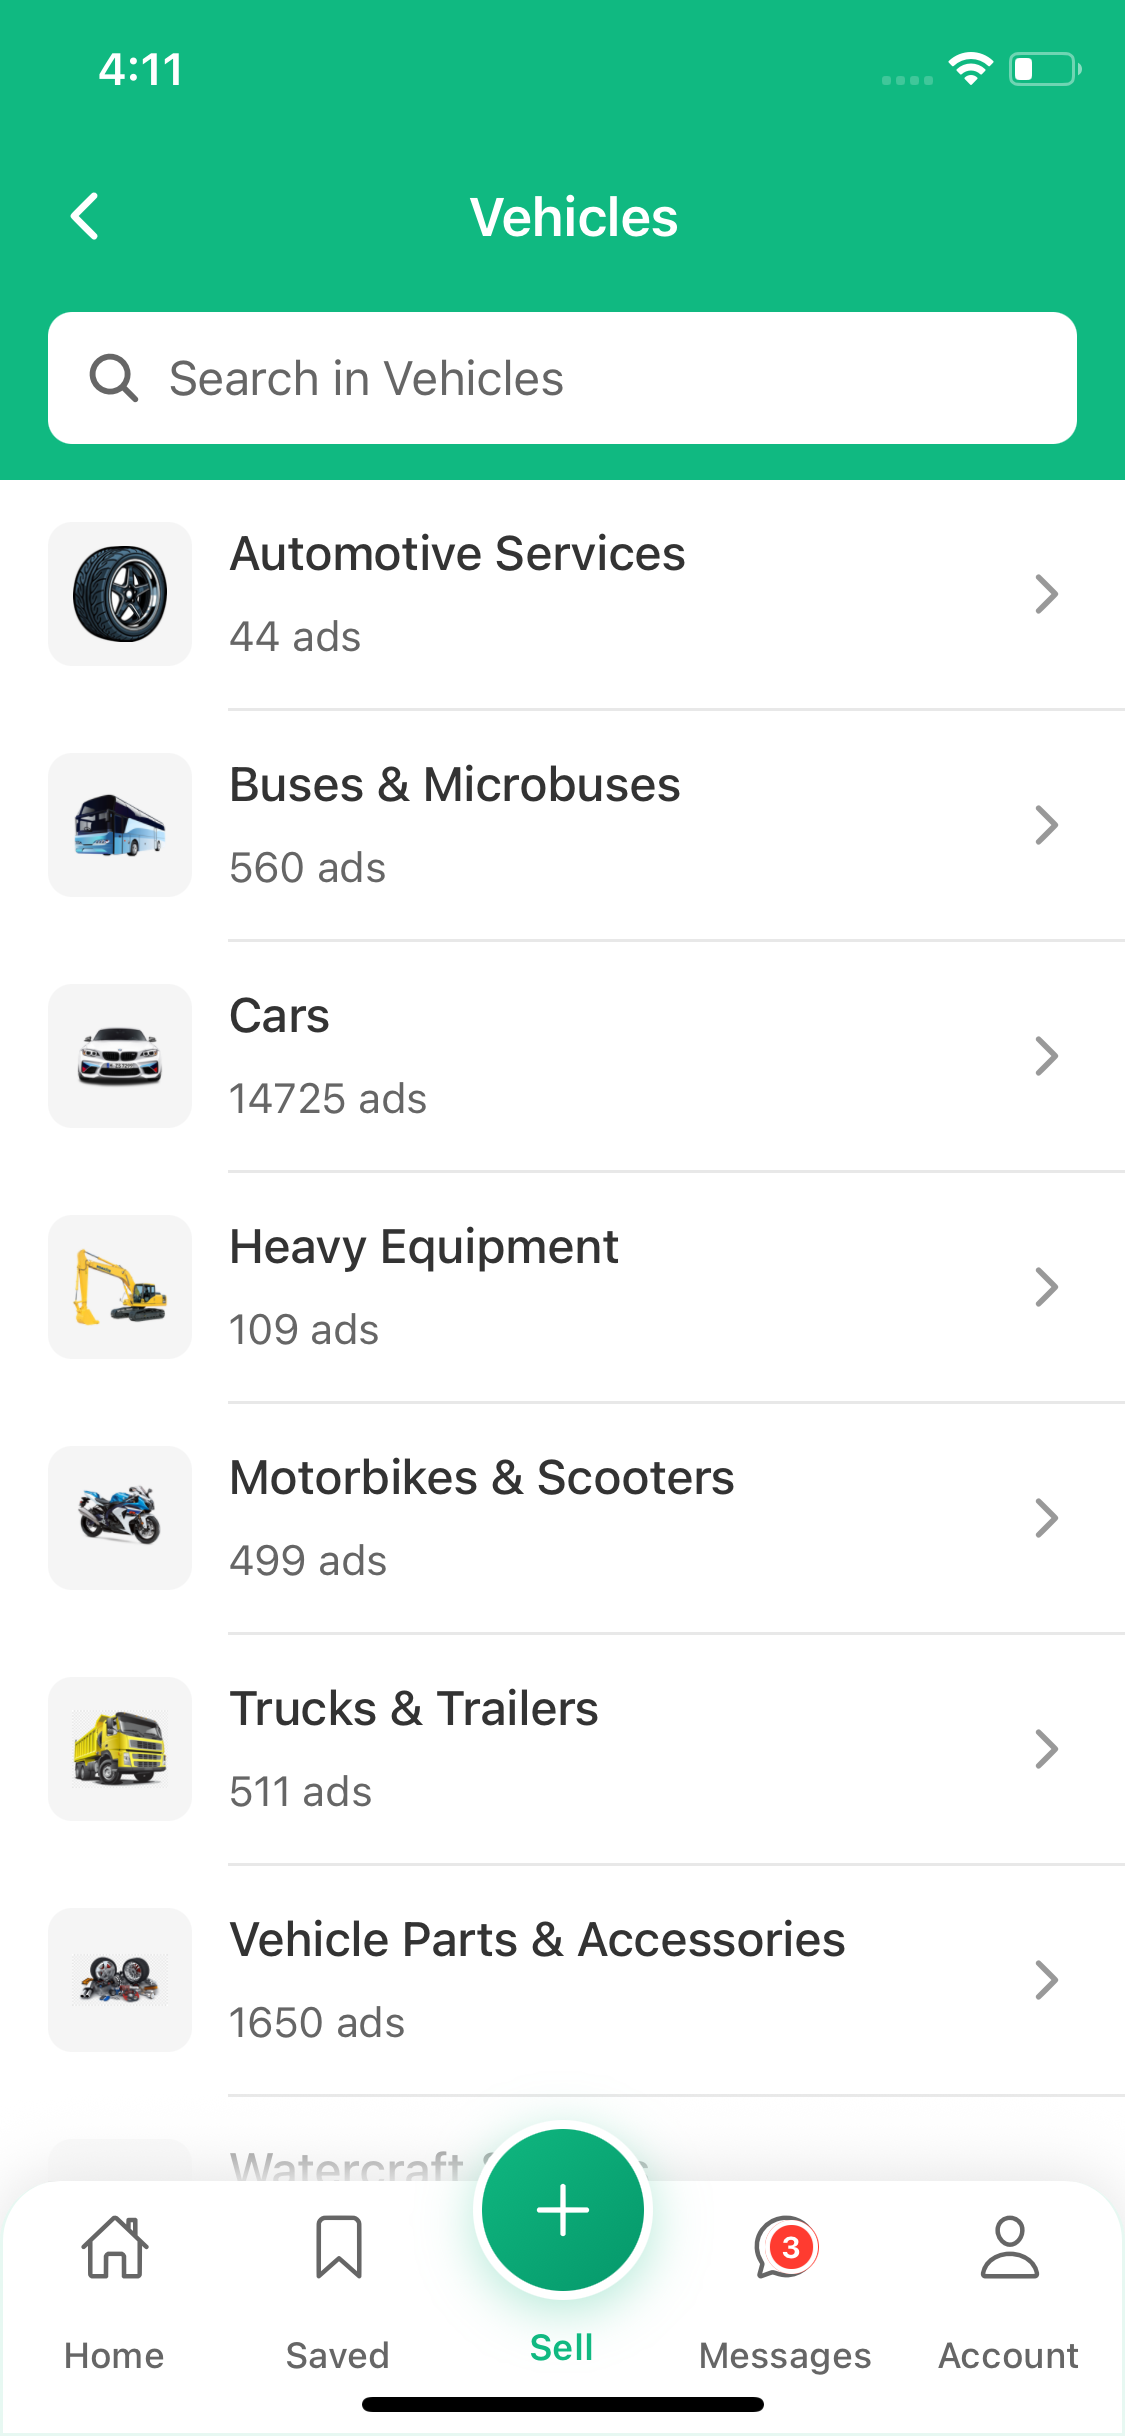 4:11
Vehicles
Search in Vehicles
Automotive Services
44 ads
Buses & Microbuses
560 ads
Cars
14725 ads
Heavy Equipment
109 ads
Motorbikes & Scooters
499 ads
Trucks & Trailers
511 ads
Vehicle Parts & Accessories
1650 ads
Watercraft
3
Home
Saved
Sell
Messages
Account